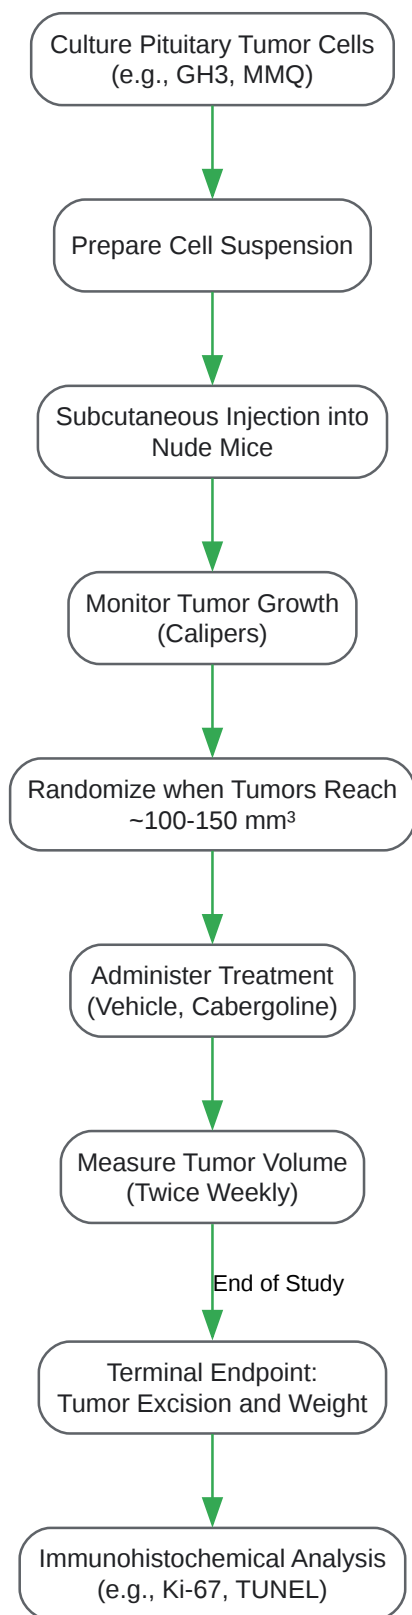 Culture Pituitary Tumor Cells
(e.g., GH3, MMQ)
Prepare Cell Suspension
Subcutaneous Injection into
Nude Mice
Monitor Tumor Growth
(Calipers)
Randomize when Tumors Reach
~100-150 mm³
Administer Treatment
(Vehicle, Cabergoline)
Measure Tumor Volume
(Twice Weekly)
End of Study
Terminal Endpoint:
Tumor Excision and Weight
Immunohistochemical Analysis
(e.g., Ki-67, TUNEL)